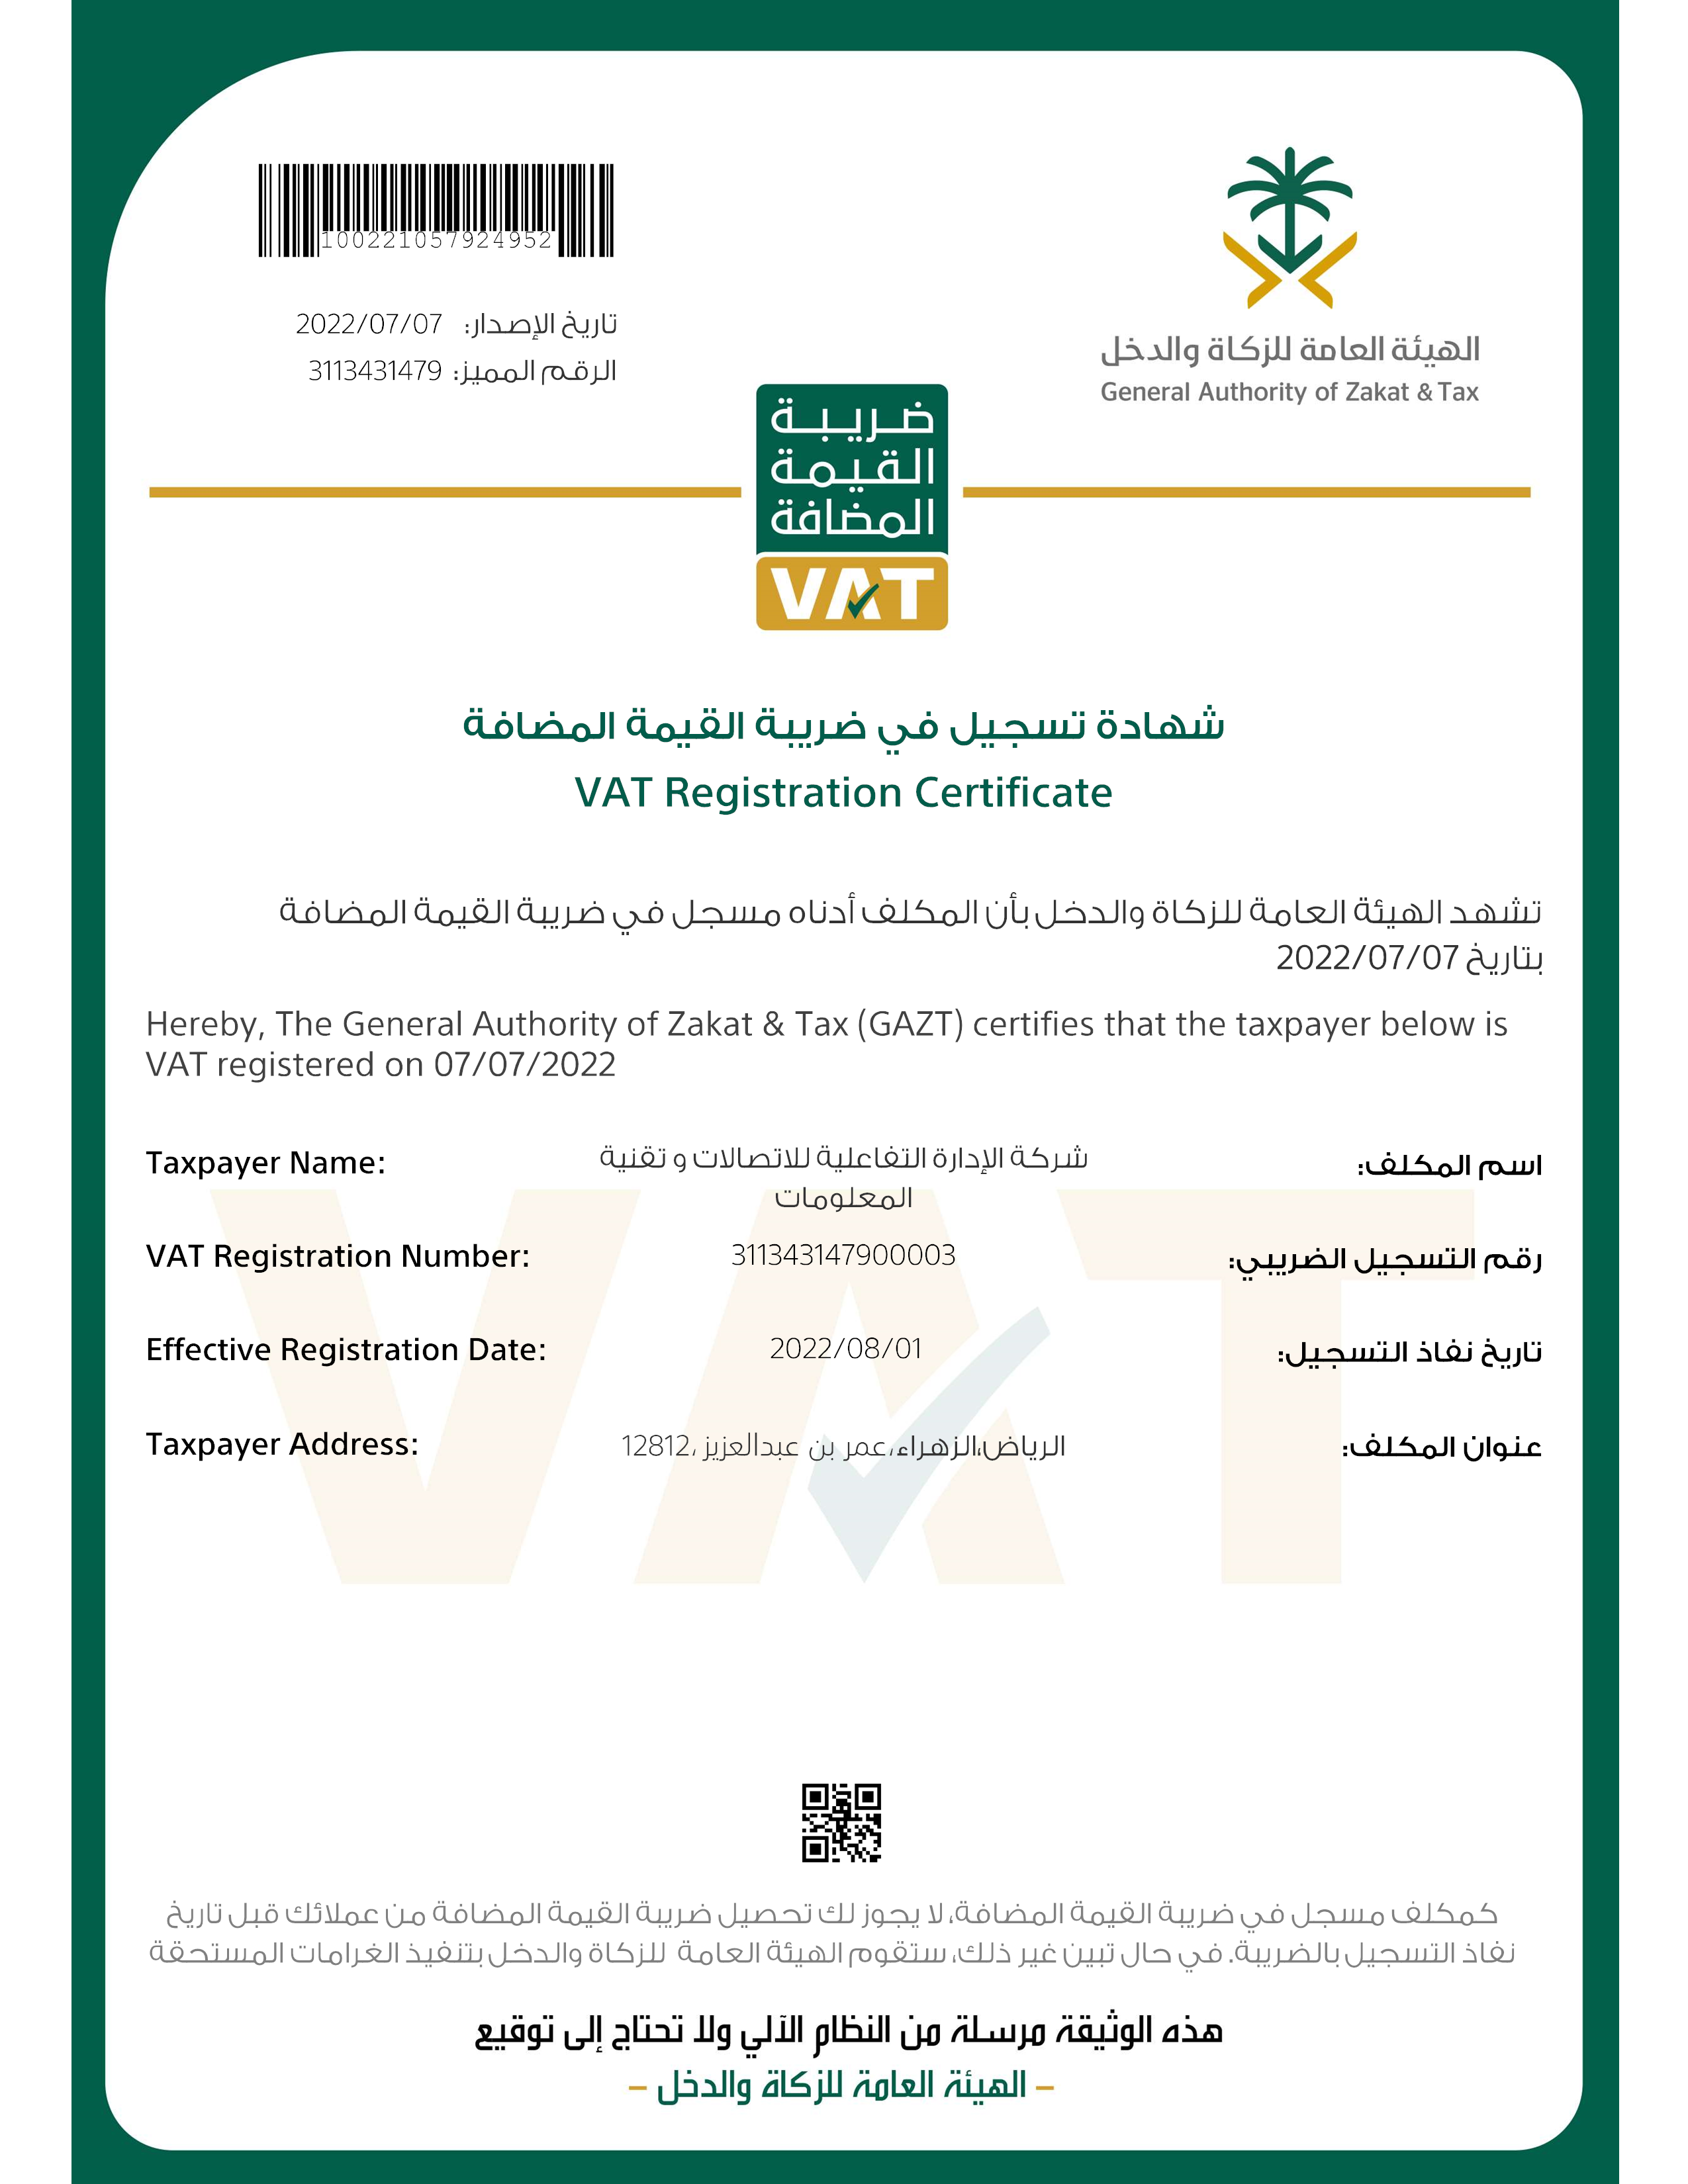 100221057924952
تاريخ الإصدار: 2022/07/07
الرقم المميز: 3113431479
الهيئة العامة للزكاة والدخل
General Authority of Zakat & Tax
ضريبة
القيمة
المضافة
VAT
شهادة تسجيل في ضريبة القيمة المضافة
VAT Registration Certificate
تشهد الهيئة العامة للزكاة والدخل بأن المكلف أدناه مسجل في ضريبة القيمة المضافة
بتاريخ 2022/07/07
Hereby, The General Authority of Zakat & Tax (GAZT) certifies that the taxpayer below is
VAT registered on 07/07/2022
Taxpayer Name: شركة الإدارة التفاعلية للاتصالات و تقنية اسم المكلف:
المعلومات
VAT Registration Number: 311343147900003 رقم التسجيل الضريبي:
Effective Registration Date: 2022/08/01 تاريخ نفاذ التسجيل:
Taxpayer Address: الرياض،الزهراء،عمر بن عبدالعزيز ،12812 عنوان المكلف:
VAT
كمكلف مسجل في ضريبة القيمة المضافة، لا يجوز لك تحصيل ضريبة القيمة المضافة من عملائك قبل تاريخ
نفاذ التسجيل بالضريبة. في حال تبين غير ذلك، ستقوم الهيئة العامة للزكاة والدخل بتنفيذ الغرامات المستحقة
هذه الوثيقة مرسلة من النظام الآلي ولا تحتاج إلى توقيع
– الهيئة العامة للزكاة والدخل –